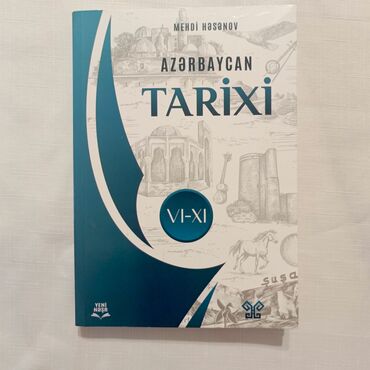 MEHDİ HƏSƏNOV
AZƏRBAYCAN
TARİXİ
VI-XI
ŞUŞA
YENİ
NƏŞR